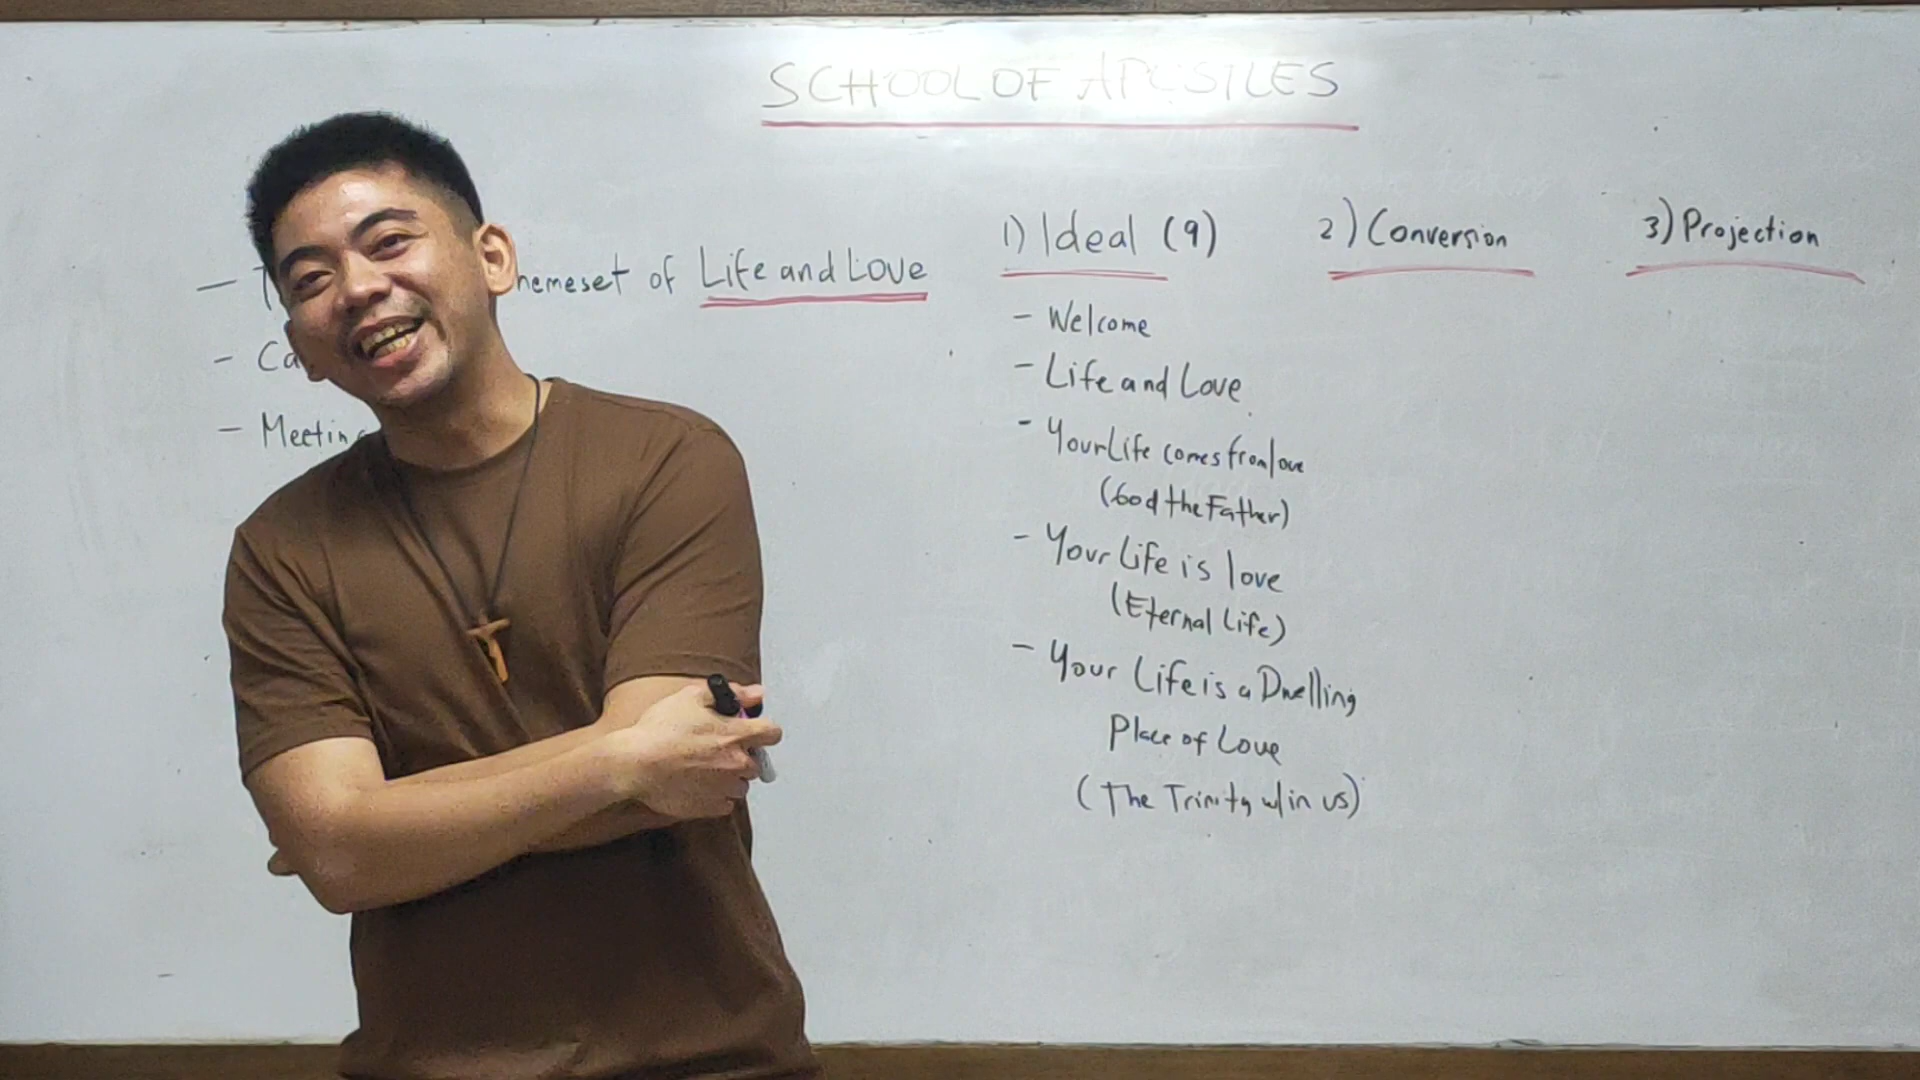 SCHOOL OF APOSTLES
hemeset of Life and Love
- Ca
- Meeting
1) Ideal (9)
- Welcome
- Life and Love
- Your Life comes from love
(God the Father)
- Your Life is love
(Eternal Life)
- Your Life is a Dwelling
Place of Love
(The Trinity w/in us)
2) Conversion
3) Projection